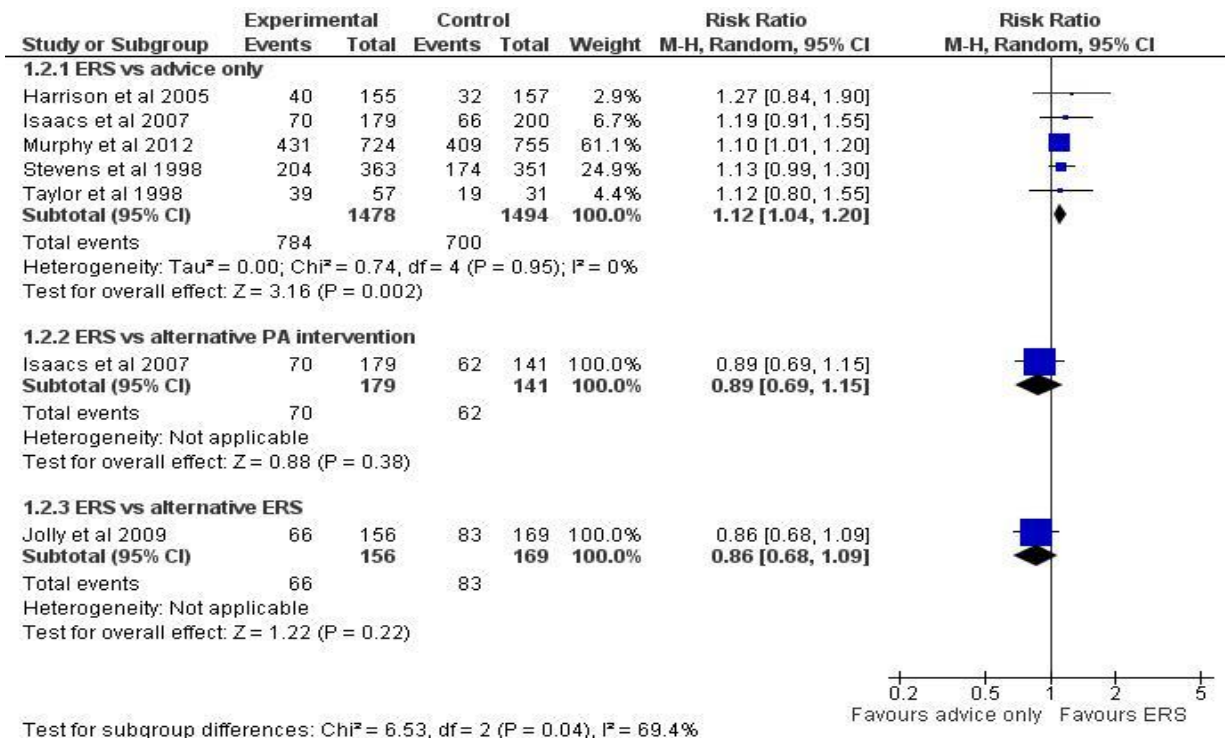 Experimental Control Risk Ratio Risk Ratio
Study or Subgroup Events Total Events Total Weight M-H, Random, 95% CI M-H, Random, 95% CI
1.2.1 ERS vs advice only
Harrison et al 2005 40 155 32 157 2.9% 1.27 [0.84, 1.90]
Isaacs et al 2007 70 179 66 200 6.7% 1.19 [0.91, 1.55]
Murphy et al 2012 431 724 409 755 61.1% 1.10 [1.01, 1.20]
Stevens et al 1998 204 363 174 351 24.9% 1.13 [0.99, 1.30]
Taylor et al 1998 39 57 19 31 4.4% 1.12 [0.80, 1.55]
Subtotal (95% CI) 1478 1494 100.0% 1.12 [1.04, 1.20]
Total events 784 700
Heterogeneity: Tau² = 0.00; Chi² = 0.74, df = 4 (P = 0.95); I² = 0%
Test for overall effect: Z = 3.16 (P = 0.002)
1.2.2 ERS vs alternative PA intervention
Isaacs et al 2007 70 179 62 141 100.0% 0.89 [0.69, 1.15]
Subtotal (95% CI) 179 141 100.0% 0.89 [0.69, 1.15]
Total events 70 62
Heterogeneity: Not applicable
Test for overall effect: Z = 0.88 (P = 0.38)
1.2.3 ERS vs alternative ERS
Jolly et al 2009 66 156 83 169 100.0% 0.86 [0.68, 1.09]
Subtotal (95% CI) 156 169 100.0% 0.86 [0.68, 1.09]
Total events 66 83
Heterogeneity: Not applicable
Test for overall effect: Z = 1.22 (P = 0.22)
0.2 0.5 1 2 5
Favours advice only Favours ERS
Test for subgroup differences: Chi² = 6.53, df = 2 (P = 0.04), I² = 69.4%